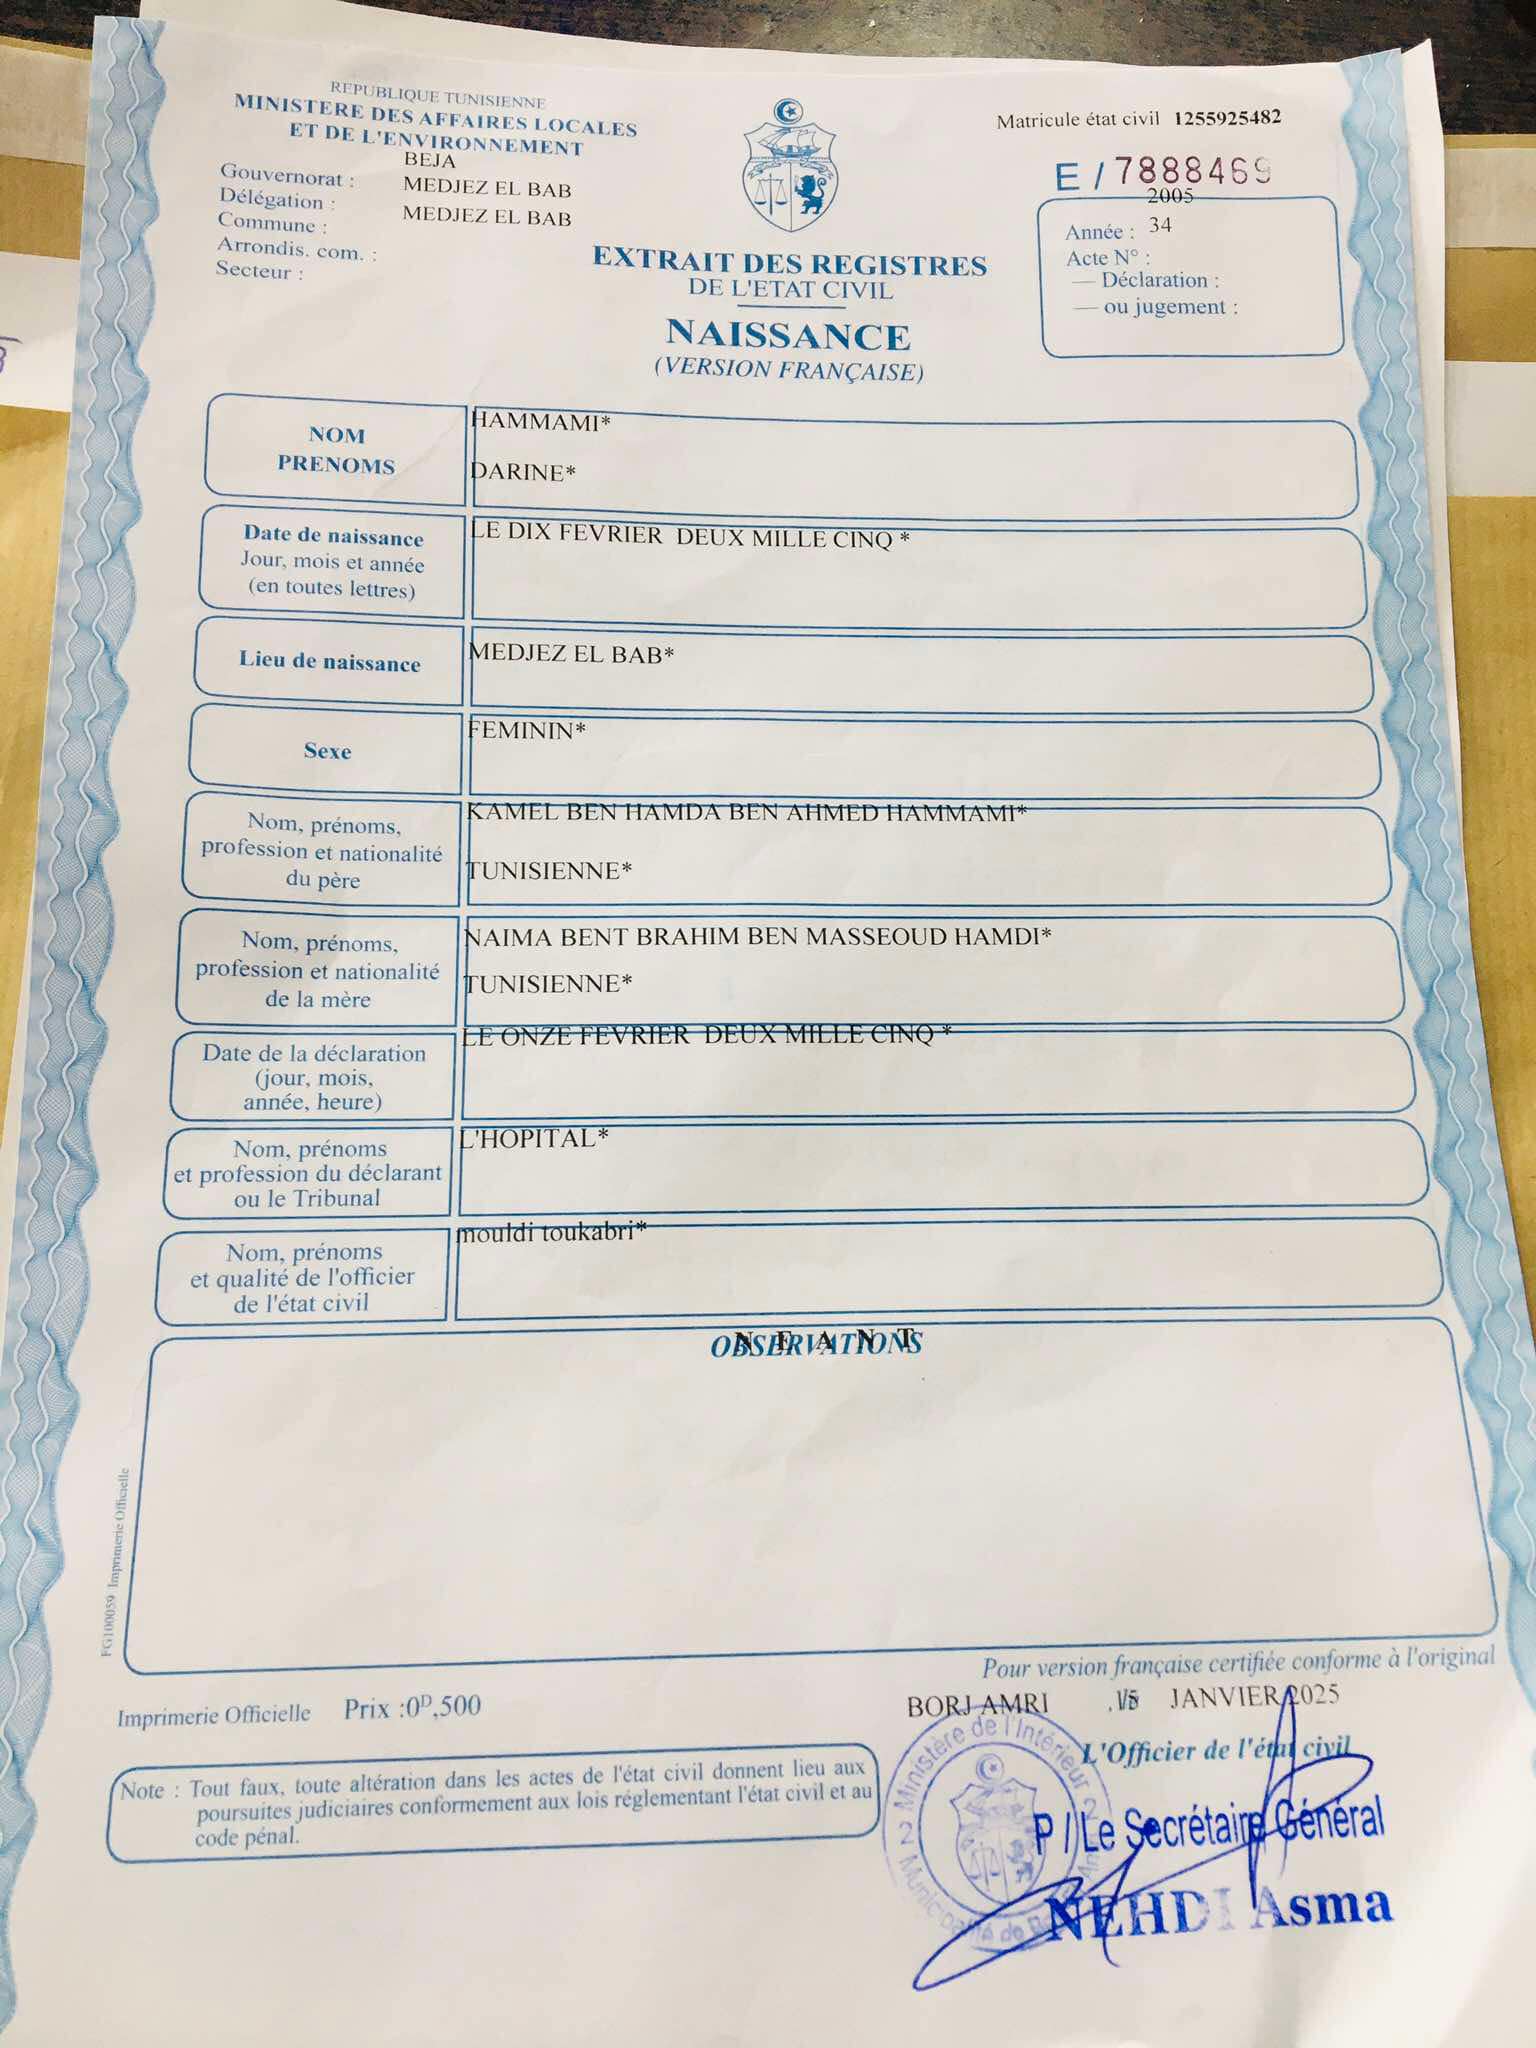 REPUBLIQUE TUNISIENNE
MINISTERE DES AFFAIRES LOCALES
ET DE L'ENVIRONNEMENT
Gouvernorat : BEJA
Délégation : MEDJEZ EL BAB
Commune : MEDJEZ EL BAB
Arrondis. com. :
Secteur :
Matricule état civil 1255925482
E / 7888469
2005
Année : 34
Acte N° :
— Déclaration :
— ou jugement :
EXTRAIT DES REGISTRES
DE L'ETAT CIVIL
NAISSANCE
(VERSION FRANÇAISE)
NOM
PRENOMS
HAMMAMI*
DARINE*
Date de naissance
Jour, mois et année
(en toutes lettres)
LE DIX FEVRIER DEUX MILLE CINQ *
Lieu de naissance
MEDJEZ EL BAB*
Sexe
FEMININ*
Nom, prénoms,
profession et nationalité
du père
KAMEL BEN HAMDA BEN AHMED HAMMAMI*
TUNISIENNE*
Nom, prénoms,
profession et nationalité
de la mère
NAIMA BENT BRAHIM BEN MASSEOUD HAMDI*
TUNISIENNE*
Date de la déclaration
(jour, mois,
année, heure)
LE ONZE FEVRIER DEUX MILLE CINQ *
Nom, prénoms
et profession du déclarant
ou le Tribunal
L'HOPITAL*
Nom, prénoms
et qualité de l'officier
de l'état civil
mouldi toukabri*
OBSERVATIONS
N E A N T
FG100059 Imprimerie Officielle
Pour version française certifiée conforme à l'original
Imprimerie Officielle Prix :0D,500
BORJ AMRI JANVIER 2025
L'Officier de l'état civil
Note : Tout faux, toute altération dans les actes de l'état civil donnent lieu aux
poursuites judiciaires conformement aux lois réglementant l'état civil et au
code pénal.
2 Ministère de l'Intérieur 2
Municipalité de
P / Le Secrétaire Général
NEHDI Asma